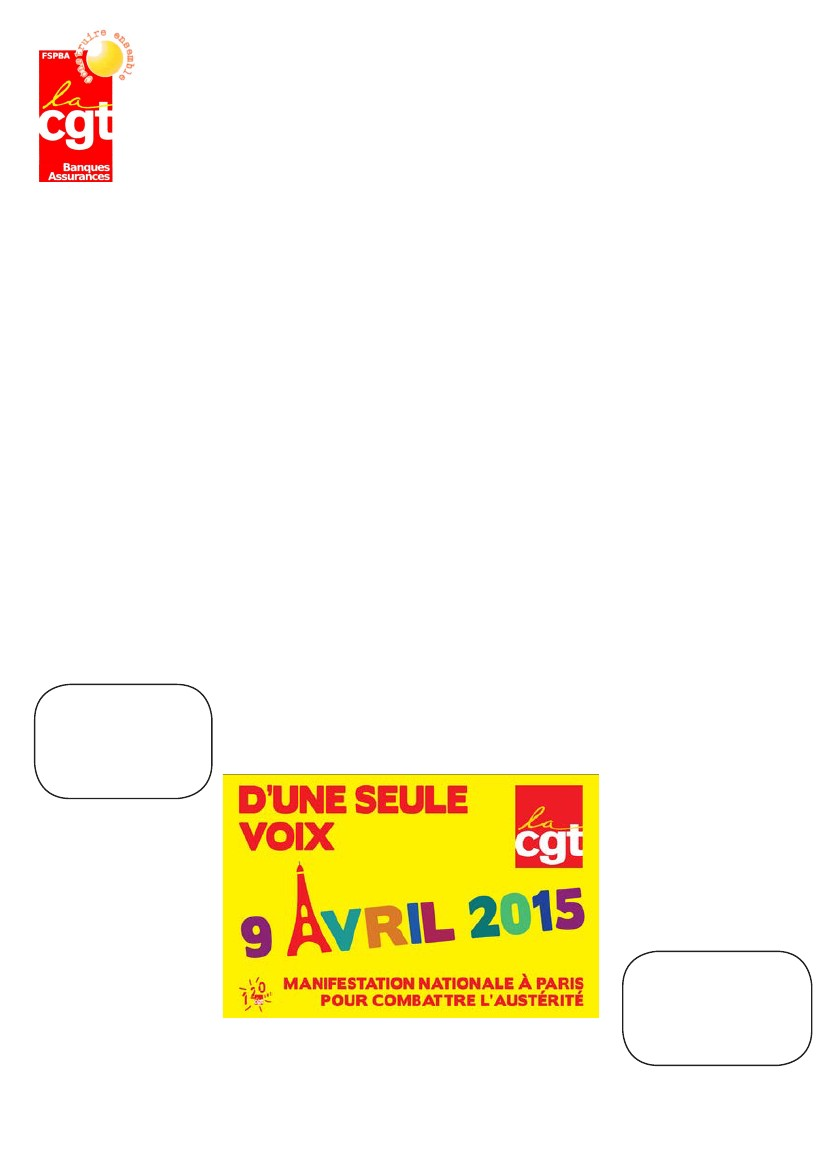 construire ensemble
FSPBA
la
cgt
Banques
Assurances
D'UNE SEULE
VOIX
la
cgt
9 AVRIL 2015
120
MANIFESTATION NATIONALE À PARIS
POUR COMBATTRE L'AUSTÉRITÉ